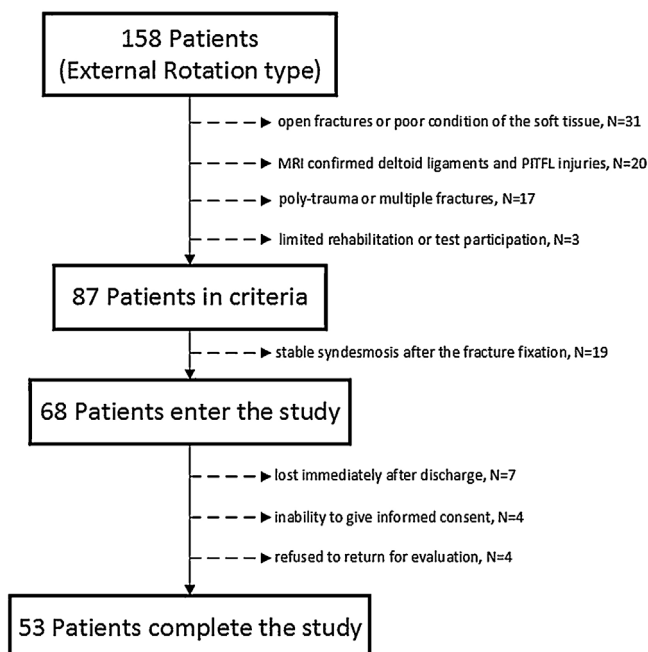 158 Patients
(External Rotation type)
open fractures or poor condition of the soft tissue, N=31
MRI confirmed deltoid ligaments and PITFL injuries, N=20
poly-trauma or multiple fractures, N=17
limited rehabilitation or test participation, N=3
87 Patients in criteria
stable syndesmosis after the fracture fixation, N=19
68 Patients enter the study
lost immediately after discharge, N=7
inability to give informed consent, N=4
refused to return for evaluation, N=4
53 Patients complete the study